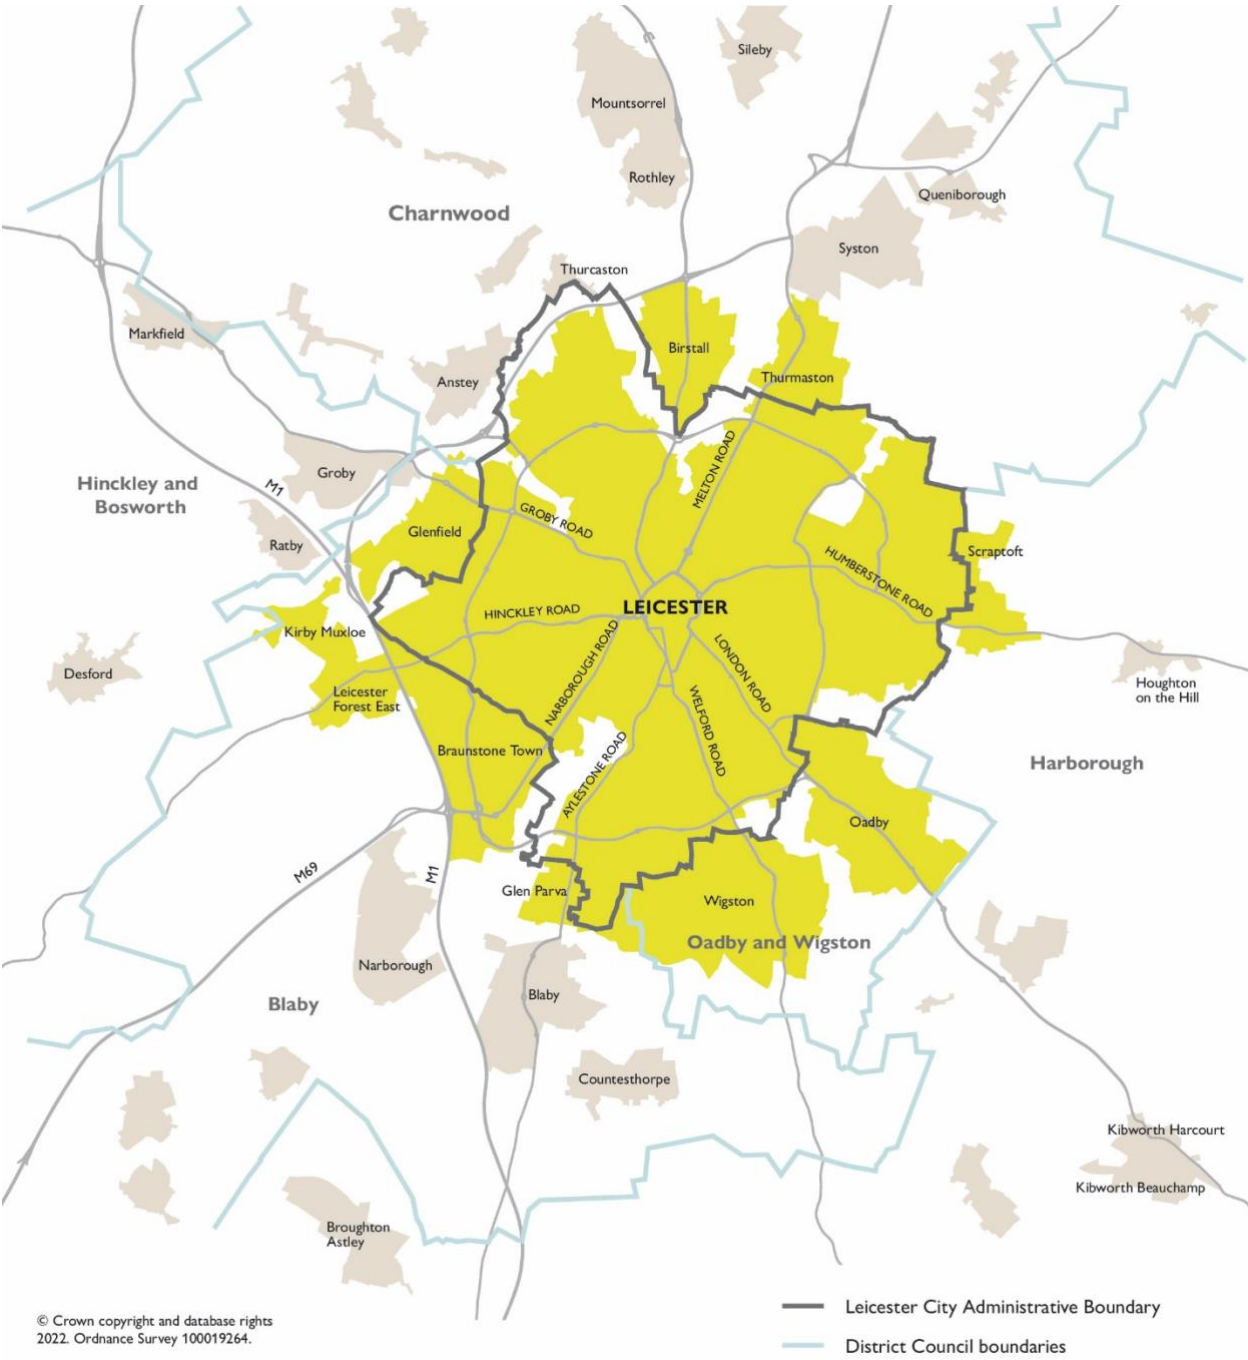 Sileby
Mountsorrel
Rothley
Queniborough
Charnwood
Syston
Thurcaston
Markfield
Birstall
Anstey
Thurmaston
MELTON ROAD
Groby
Hinckley and
Bosworth
M1
GROBY ROAD
Glenfield
Ratby
Scraptoft
HUMBERSTONE ROAD
HINCKLEY ROAD
LEICESTER
Kirby Muxloe
NARBOROUGH ROAD
LONDON ROAD
Desford
Houghton
on the Hill
Leicester
Forest East
WELFORD ROAD
Braunstone Town
AYLESTONE ROAD
Harborough
Oadby
M69
M1
Glen Parva
Wigston
Oadby and Wigston
Narborough
Blaby
Blaby
Countesthorpe
Kibworth Harcourt
Kibworth Beauchamp
Broughton
Astley
© Crown copyright and database rights
2022. Ordnance Survey 100019264.
Leicester City Administrative Boundary
District Council boundaries